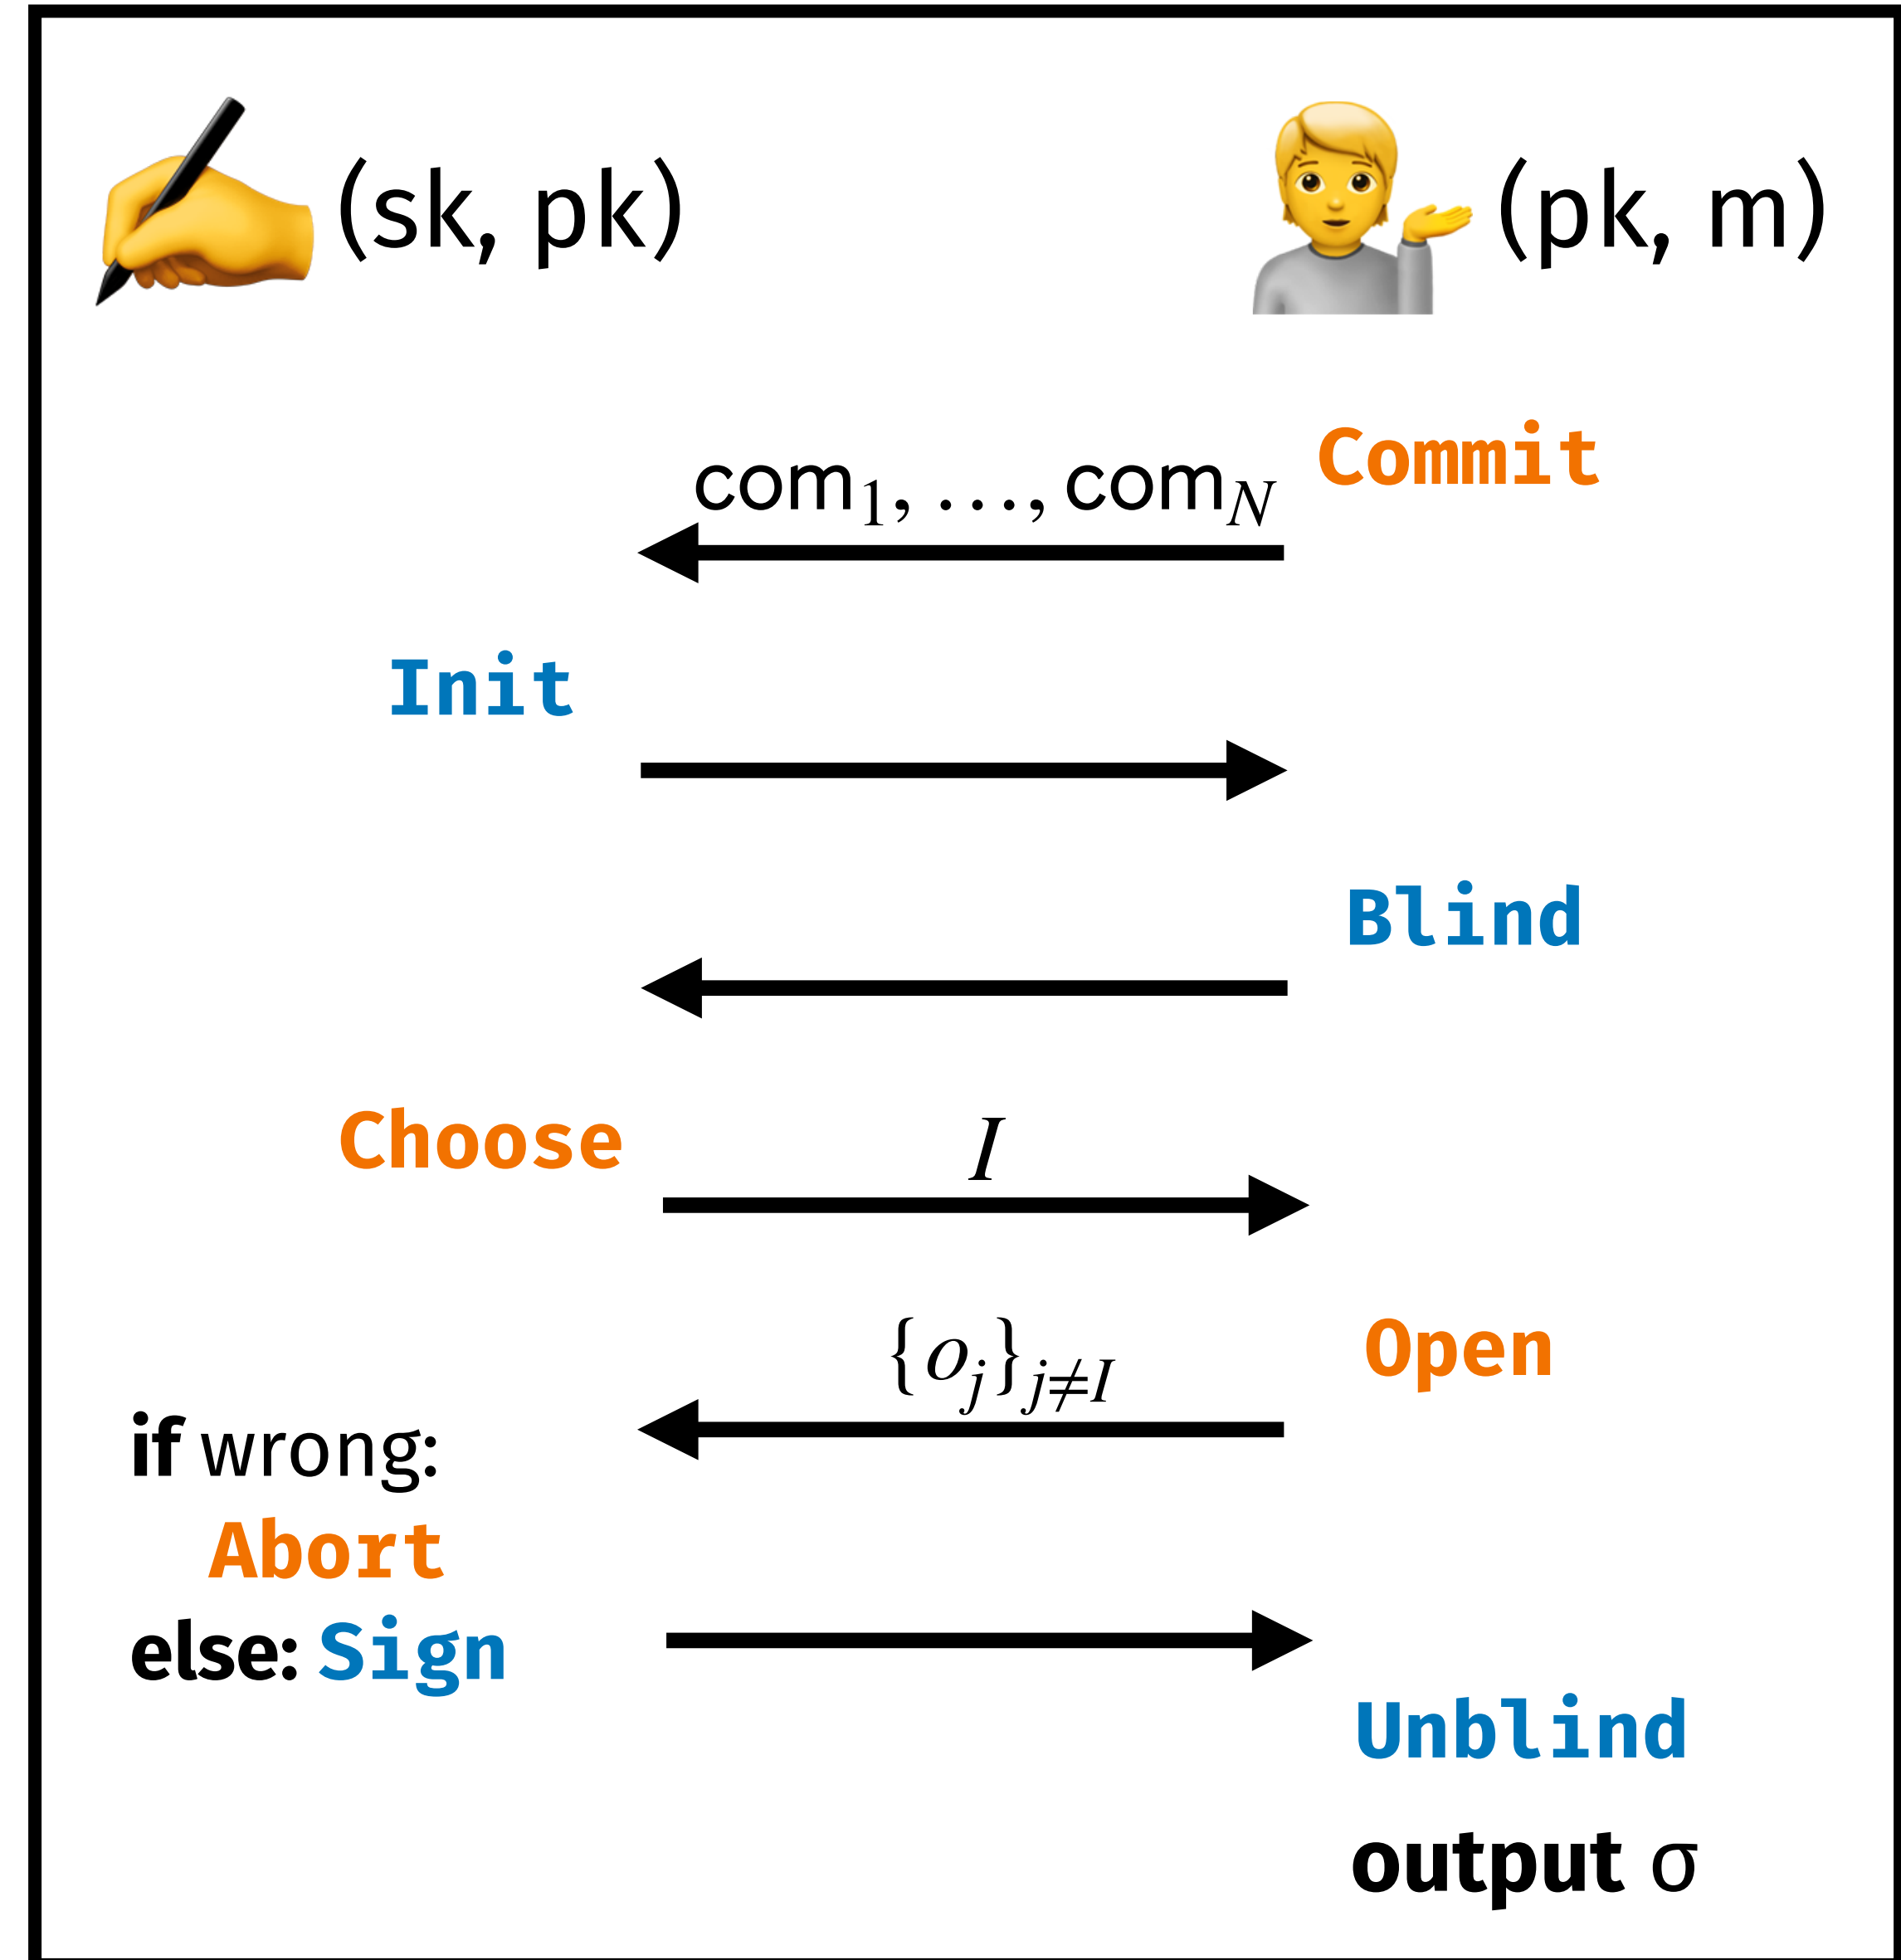 (sk, pk) (pk, m)
Commit
com₁, …, com_N
Init
Blind
Choose
I
Open
{o_j}_{j≠I}
if wrong:
Abort
else: Sign
Unblind
output σ